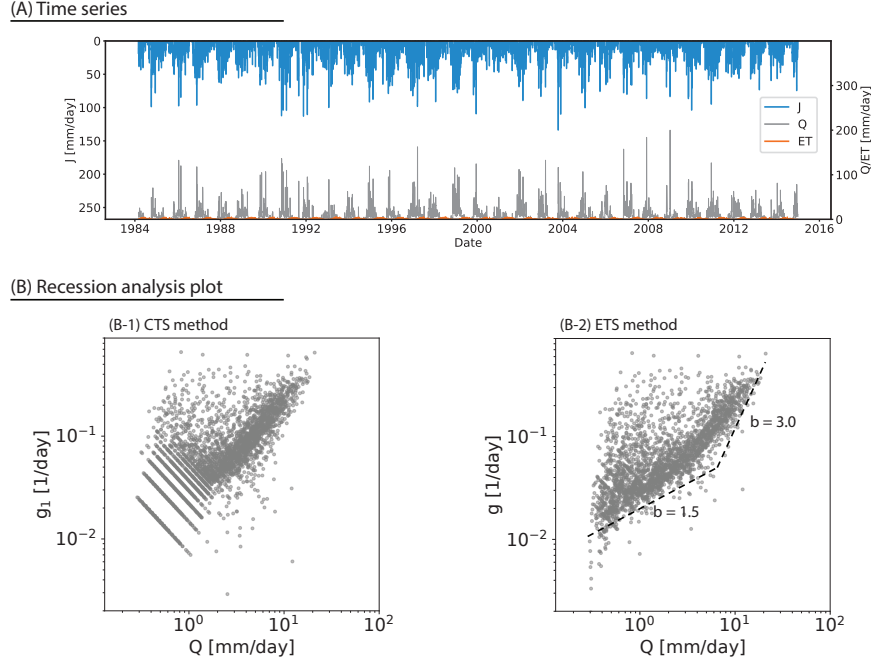 (A) Time series
0
50
100
150
200
250
J [mm/day]
300
200
100
0
Q/ET [mm/day]
J
Q
ET
1984
1988
1992
1996
2000
2004
2008
2012
2016
Date
(B) Recession analysis plot
(B-1) CTS method
(B-2) ETS method
10⁻¹
10⁻²
g₁ [1/day]
10⁰
10¹
10²
Q [mm/day]
10⁻¹
10⁻²
g [1/day]
b = 3.0
b = 1.5
10⁰
10¹
10²
Q [mm/day]